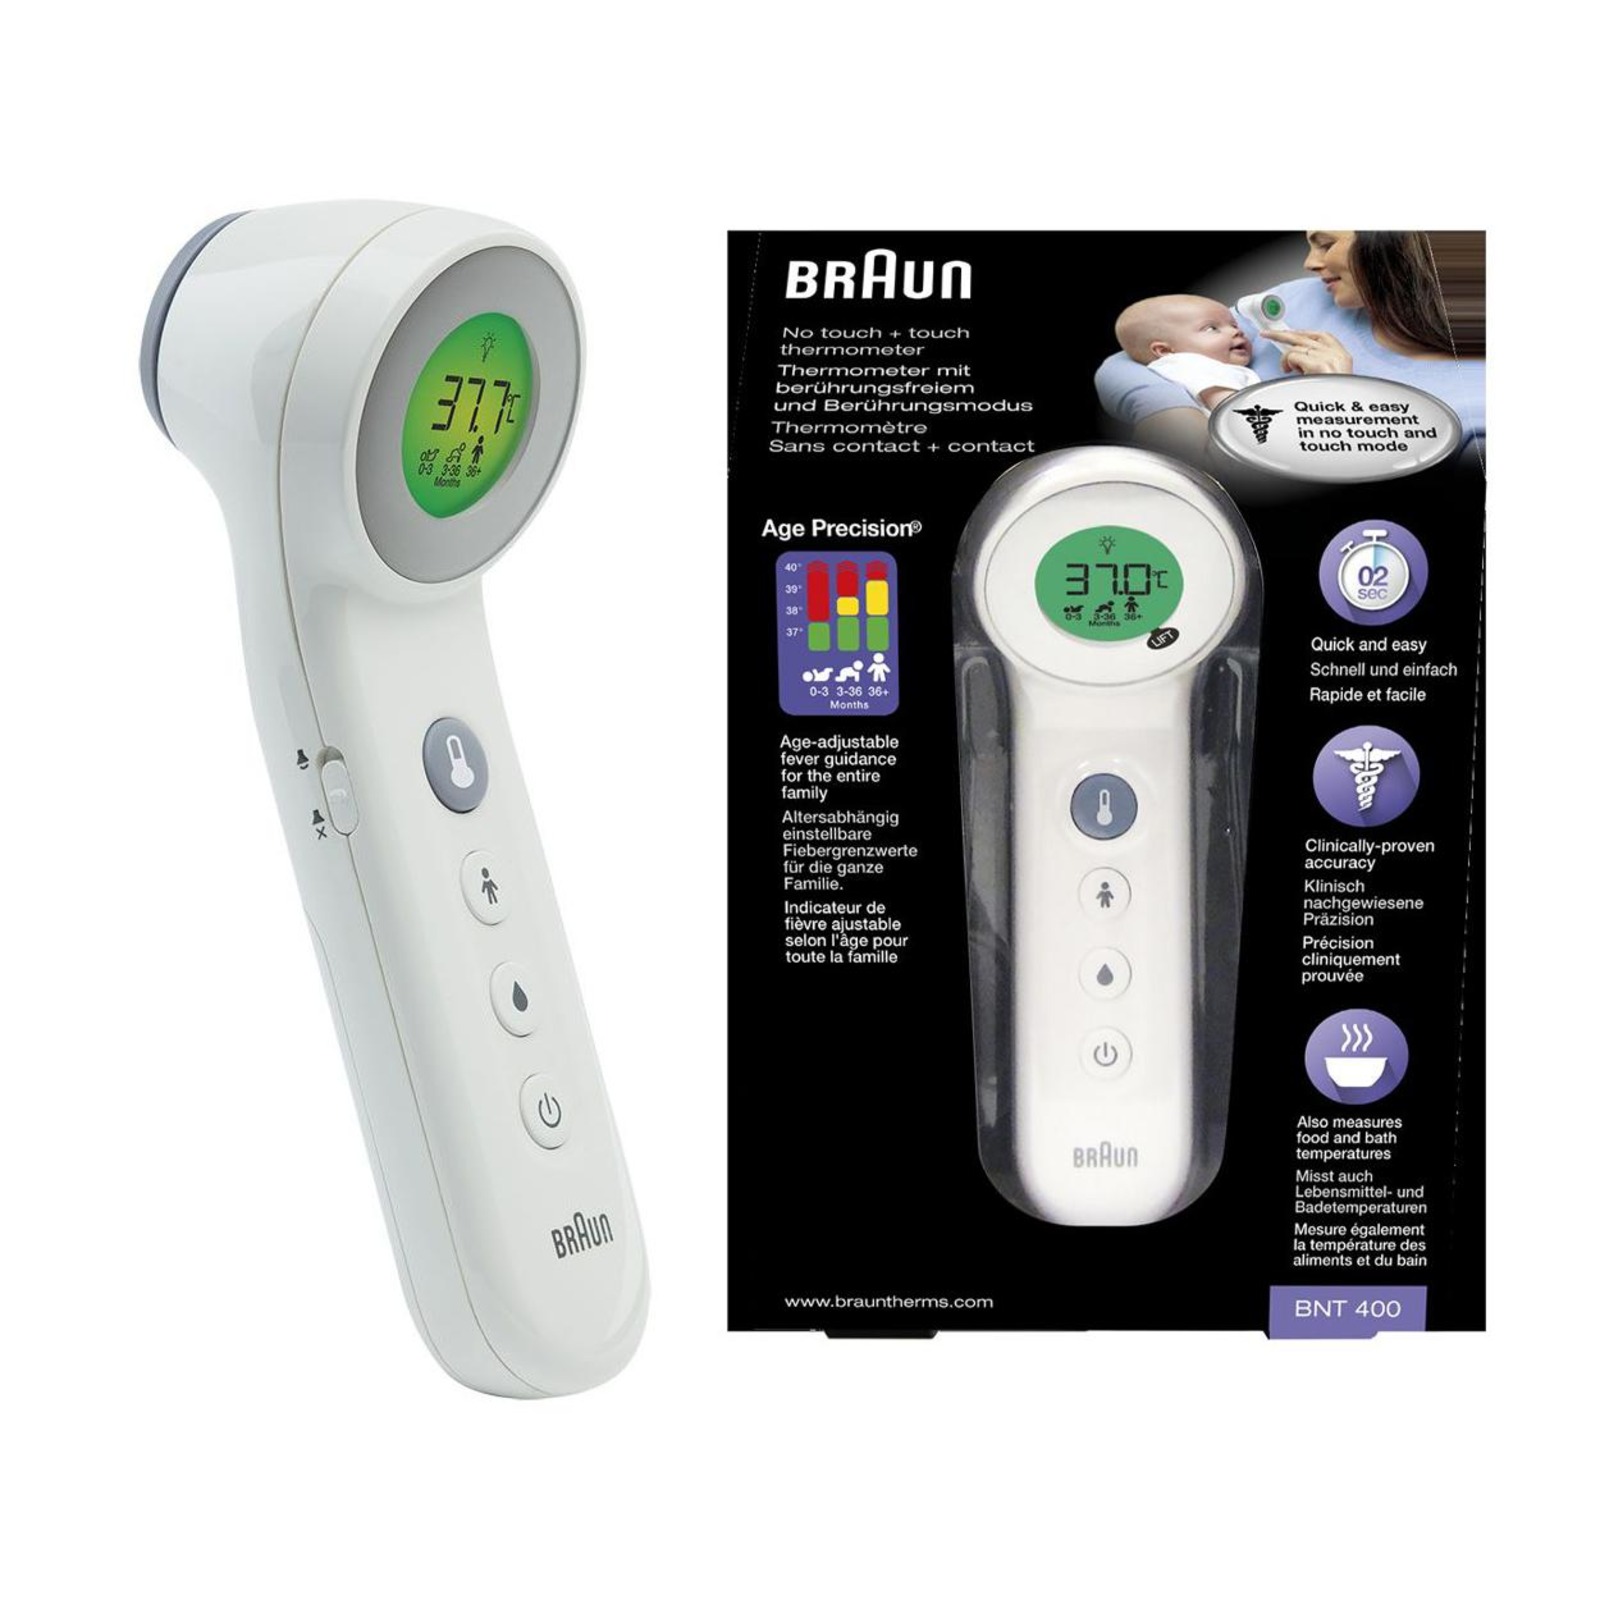 37.7°C
0-3 3-36 36+
Months
BRAUN
BRAUN
No touch + touch
thermometer
Thermometer mit
berührungsfreiem
und Berührungsmodus
Thermomètre
Sans contact + contact
Quick & easy
measurement
in no touch and
touch mode
Age Precision®
40°
39°
38°
37°
0-3 3-36 36+
Months
Age-adjustable
fever guidance
for the entire
family
Altersabhängig
einstellbare
Fiebergrenzwerte
für die ganze
Familie.
Indicateur de
fièvre ajustable
selon l'âge pour
toute la famille
37.0°C
0-3 3-36 36+
Months
LIFT
BRAUN
02
sec
Quick and easy
Schnell und einfach
Rapide et facile
Clinically-proven
accuracy
Klinisch
nachgewiesene
Präzision
Précision
cliniquement
prouvée
Also measures
food and bath
temperatures
Misst auch
Lebensmittel- und
Badetemperaturen
Mesure également
la température des
aliments et du bain
www.brauntherms.com
BNT 400